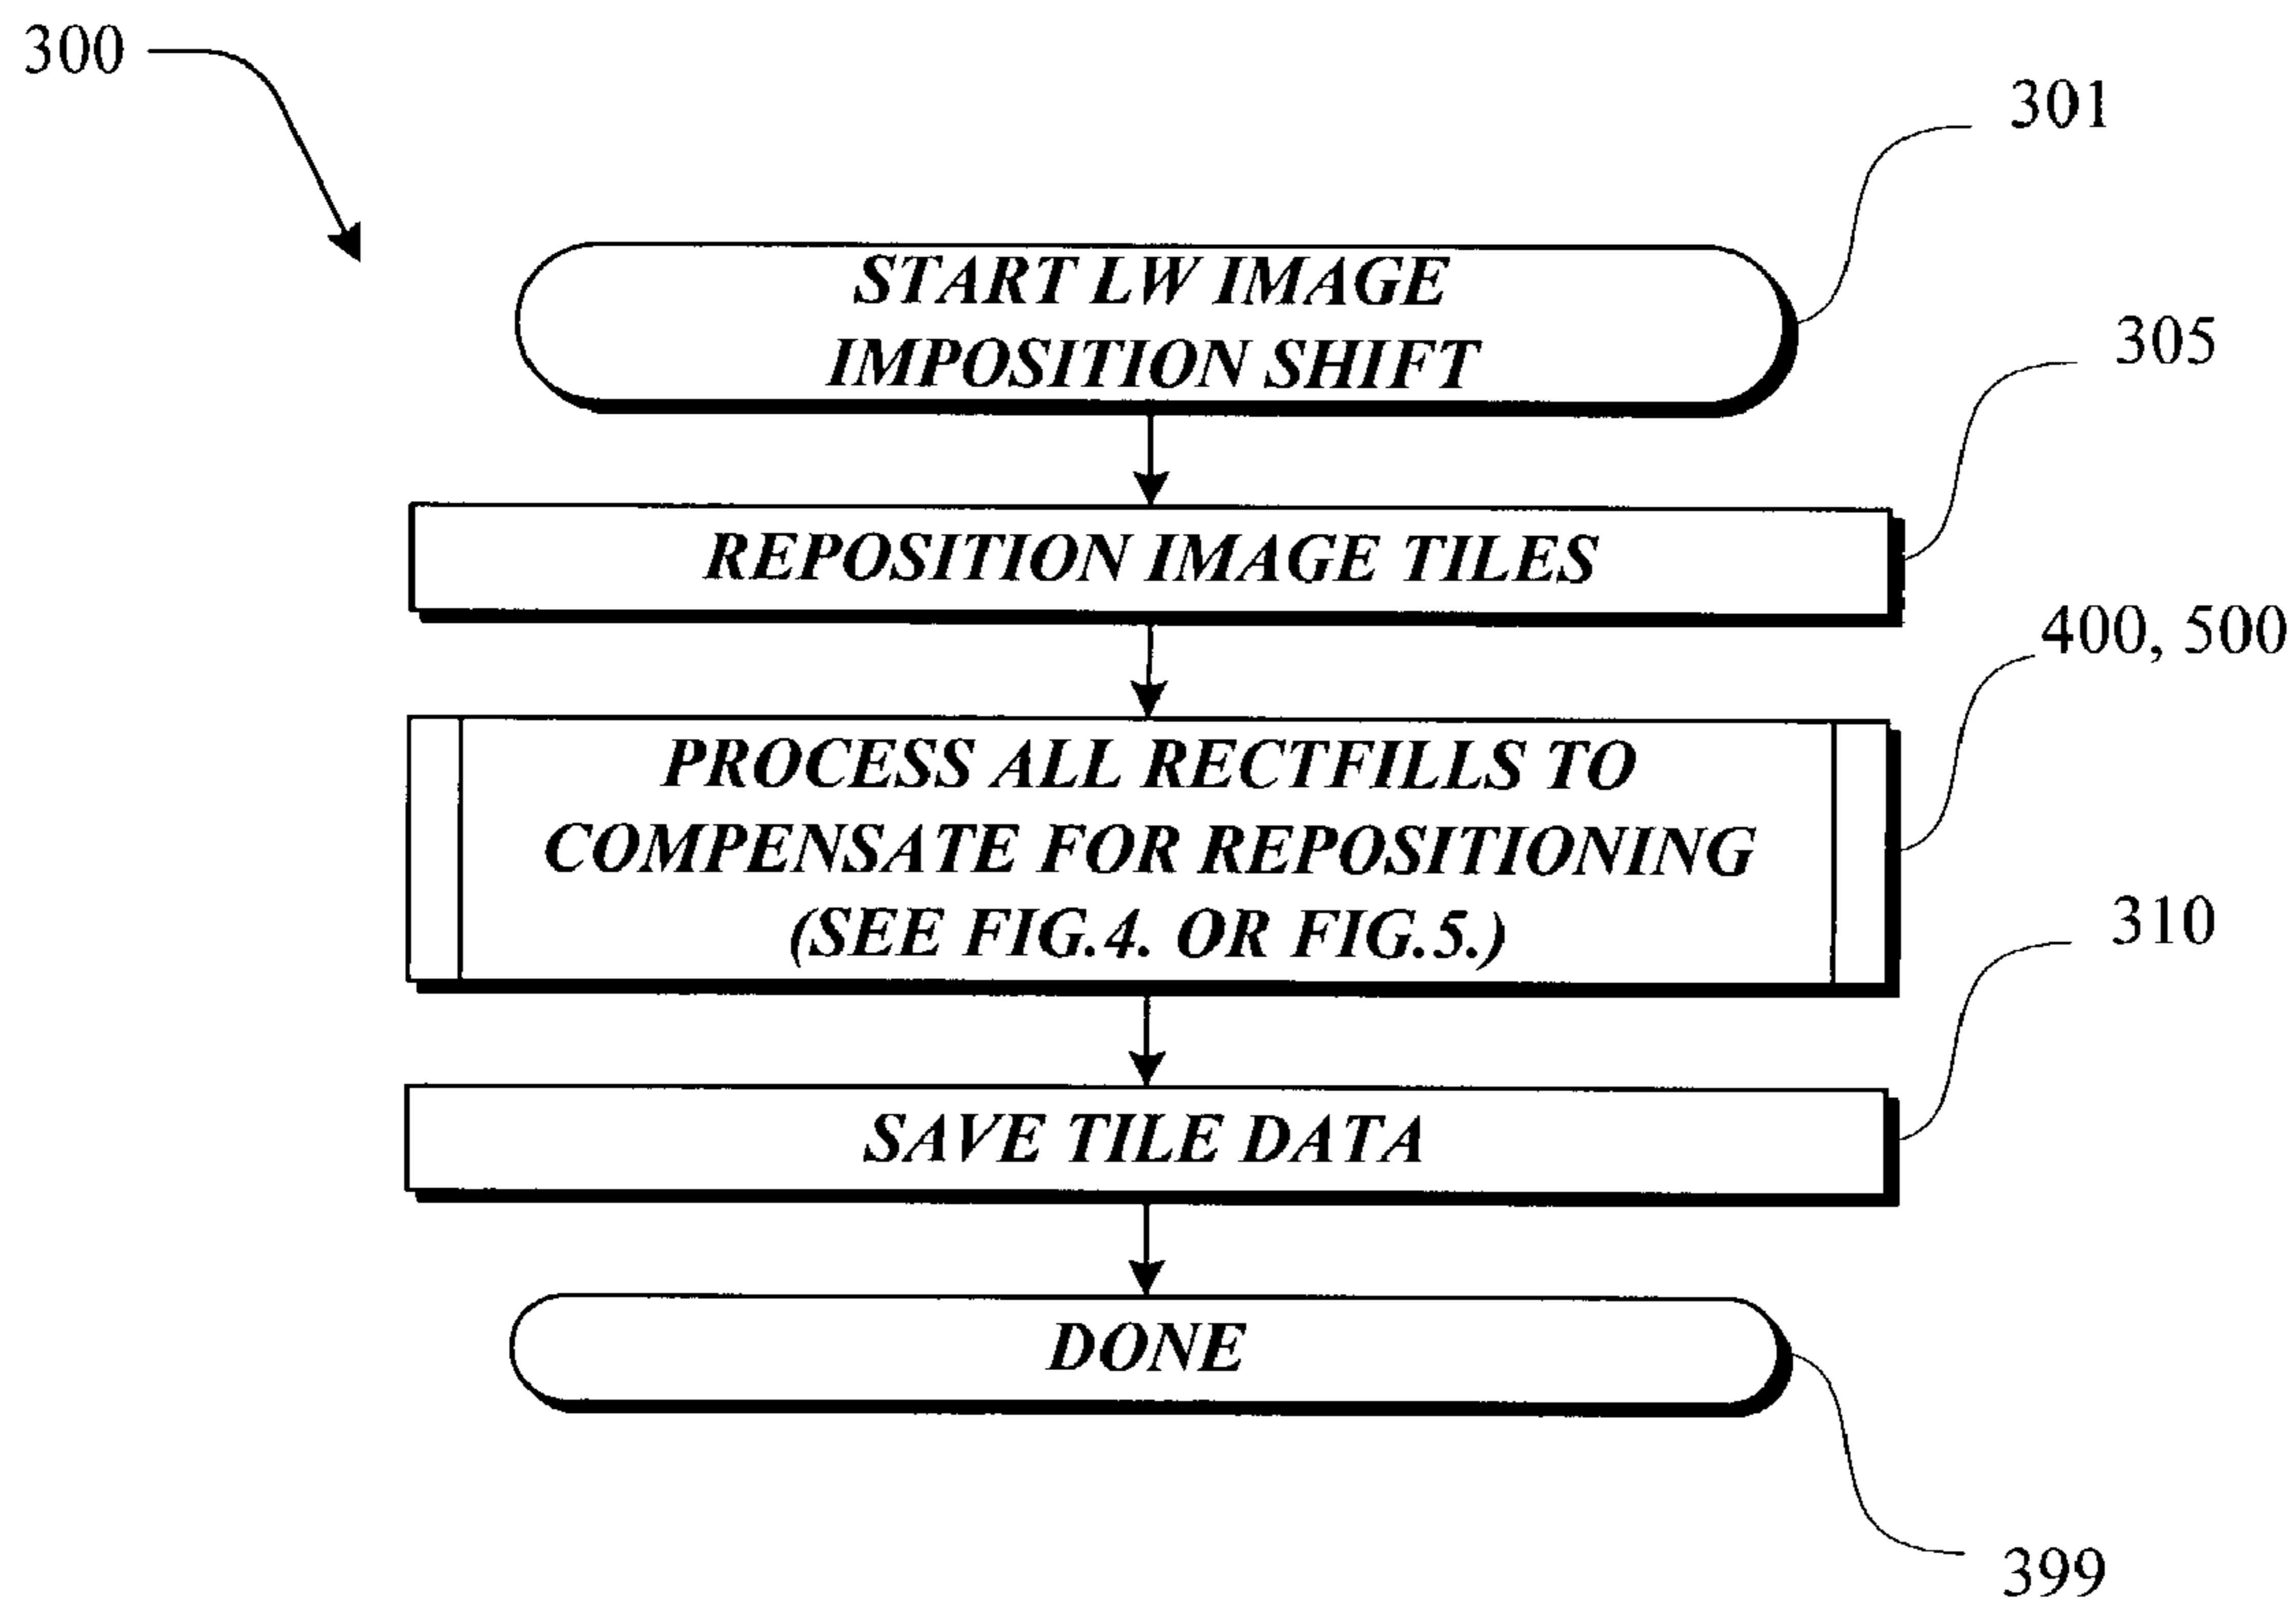 300
301
START LW IMAGE
IMPOSITION SHIFT
305
REPOSITION IMAGE TILES
400, 500
PROCESS ALL RECTFILLS TO
COMPENSATE FOR REPOSITIONING
(SEE FIG.4. OR FIG.5.)
310
SAVE TILE DATA
DONE
399